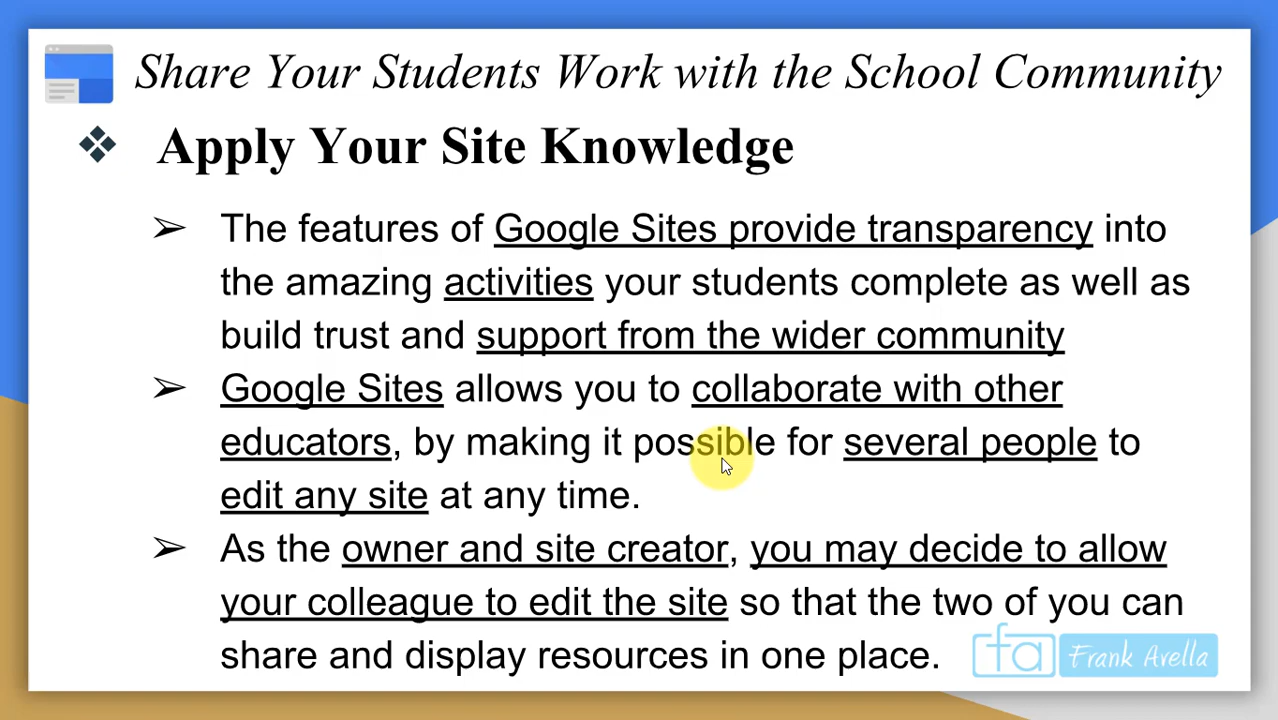 Share Your Students Work with the School Community
❖ Apply Your Site Knowledge
➢ The features of Google Sites provide transparency into
the amazing activities your students complete as well as
build trust and support from the wider community
➢ Google Sites allows you to collaborate with other
educators, by making it possible for several people to
edit any site at any time.
➢ As the owner and site creator, you may decide to allow
your colleague to edit the site so that the two of you can
share and display resources in one place.
fa Frank Avella